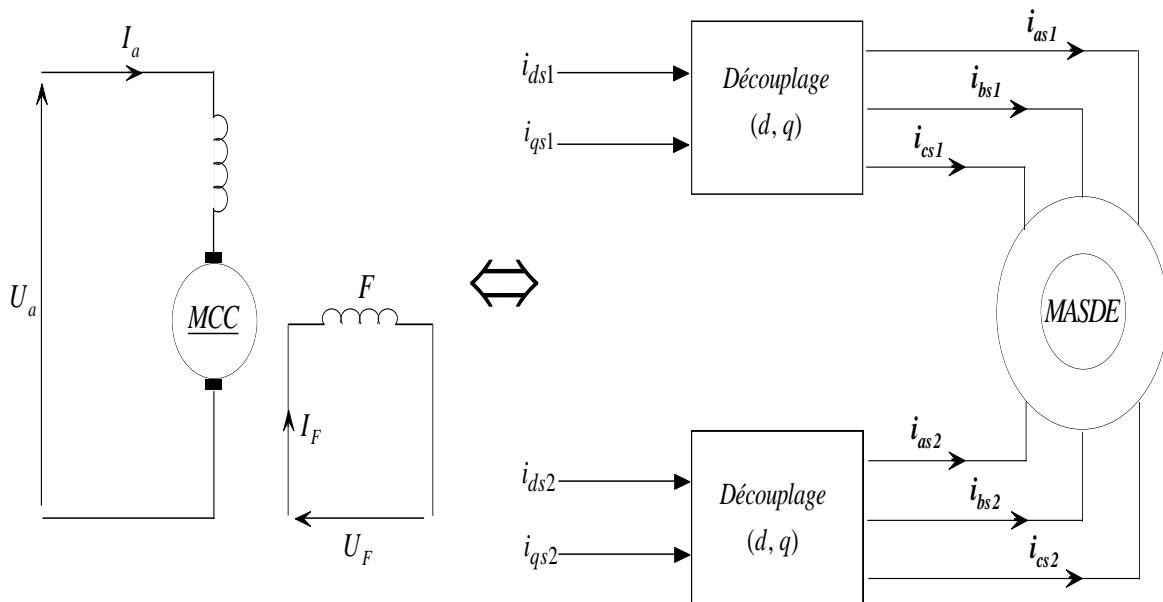 I_a
U_a
MCC
F
I_F
U_F
i_ds1
i_qs1
Découplage
(d, q)
i_as1
i_bs1
i_cs1
MASDE
i_ds2
i_qs2
Découplage
(d, q)
i_as2
i_bs2
i_cs2